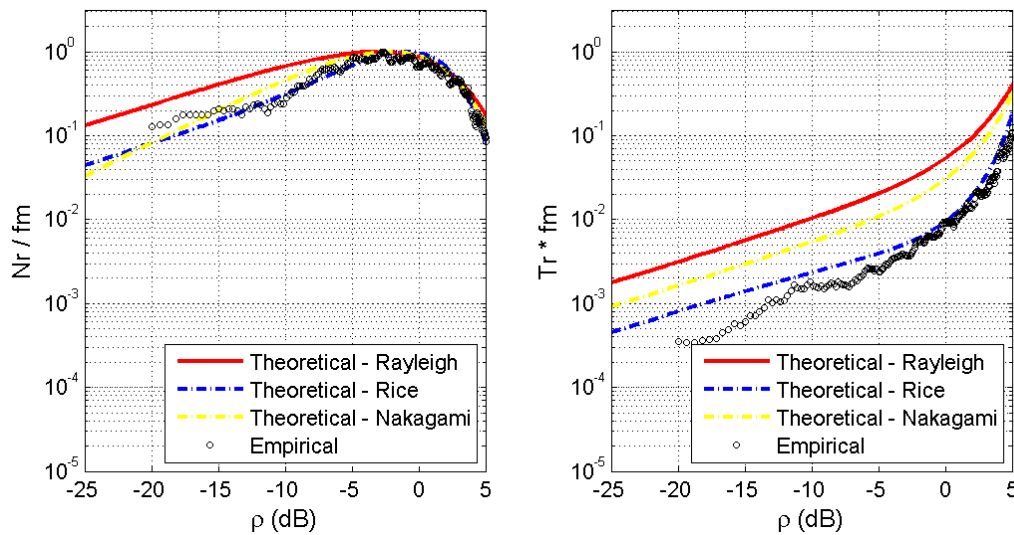 Nr / fm
10^0
10^-1
10^-2
10^-3
10^-4
10^-5
Theoretical - Rayleigh
Theoretical - Rice
Theoretical - Nakagami
Empirical
-25 -20 -15 -10 -5 0 5
ρ (dB)
Tr * fm
10^0
10^-1
10^-2
10^-3
10^-4
10^-5
Theoretical - Rayleigh
Theoretical - Rice
Theoretical - Nakagami
Empirical
-25 -20 -15 -10 -5 0 5
ρ (dB)